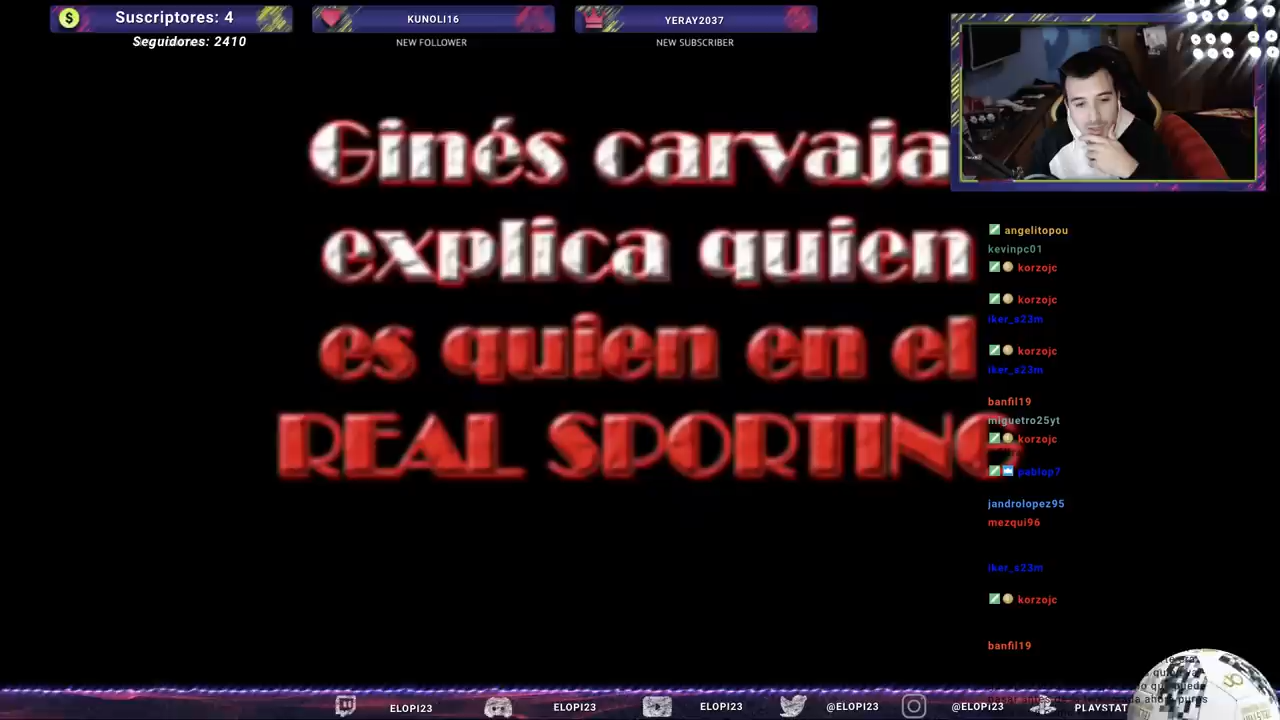 Suscriptores: 4
Seguidores: 2410
KUNOLI16
NEW FOLLOWER
YERAY2037
NEW SUBSCRIBER
Ginés carvaja
explica quien
es quien en el
REAL SPORTING
angelitopou
kevinpc01
korzojc
korzojc
iker_s23m
korzojc
iker_s23m
banfil19
miguetro25yt
korzojc
pablop7
jandrolopez95
mezqui96
iker_s23m
korzojc
banfil19
ELOPI23
ELOPI23
ELOPI23
@ELOPI23
@ELOPI23
PLAYSTAT